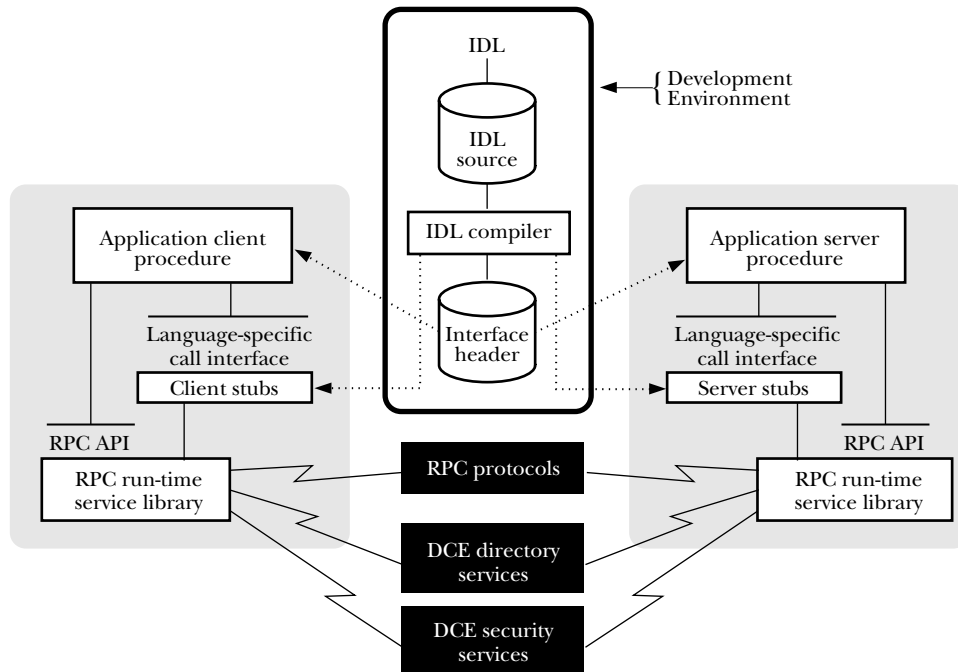 IDL
Development
Environment
IDL
source
IDL compiler
Interface
header
Application client
procedure
Language-specific
call interface
Client stubs
RPC API
RPC run-time
service library
Application server
procedure
Language-specific
call interface
Server stubs
RPC API
RPC run-time
service library
RPC protocols
DCE directory
services
DCE security
services